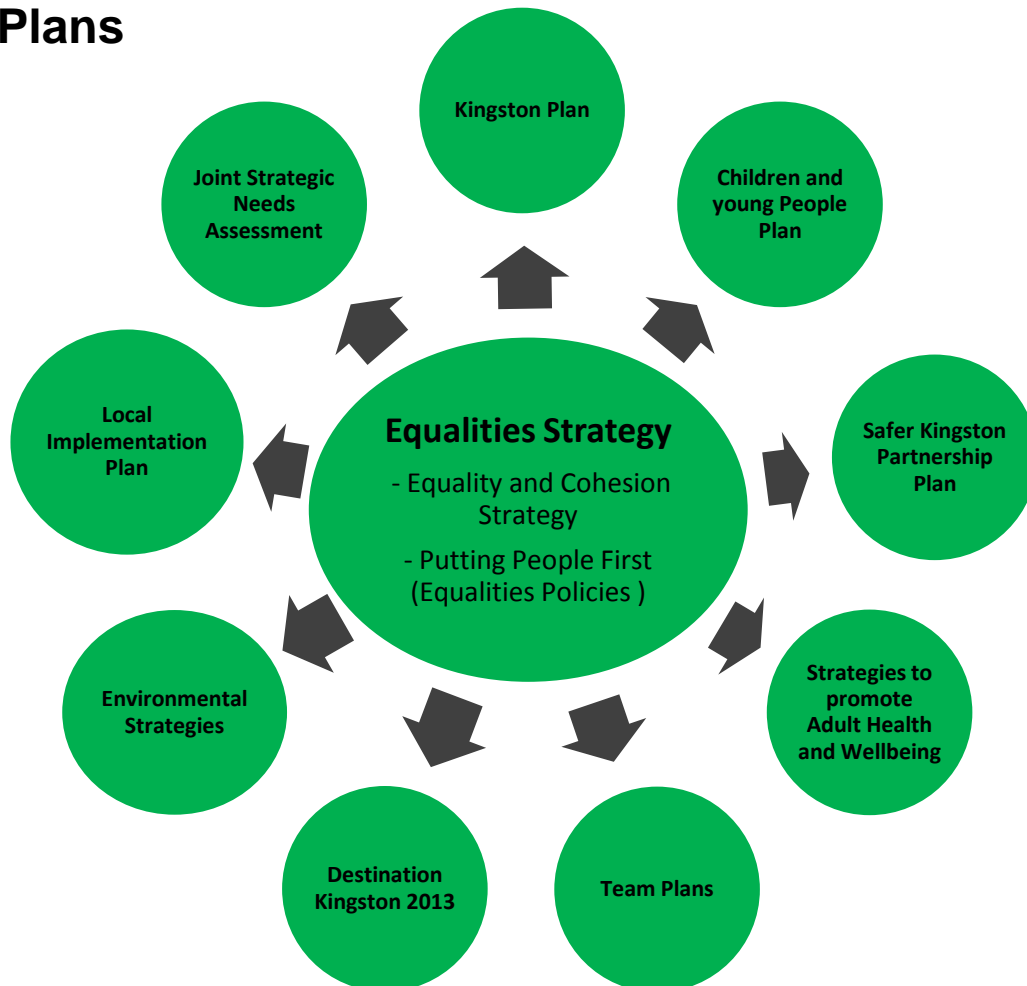 Plans
Kingston Plan
Joint Strategic
Needs
Assessment
Children and
young People
Plan
Local
Implementation
Plan
Equalities Strategy
- Equality and Cohesion
Strategy
- Putting People First
(Equalities Policies )
Safer Kingston
Partnership
Plan
Environmental
Strategies
Strategies to
promote
Adult Health
and Wellbeing
Destination
Kingston 2013
Team Plans